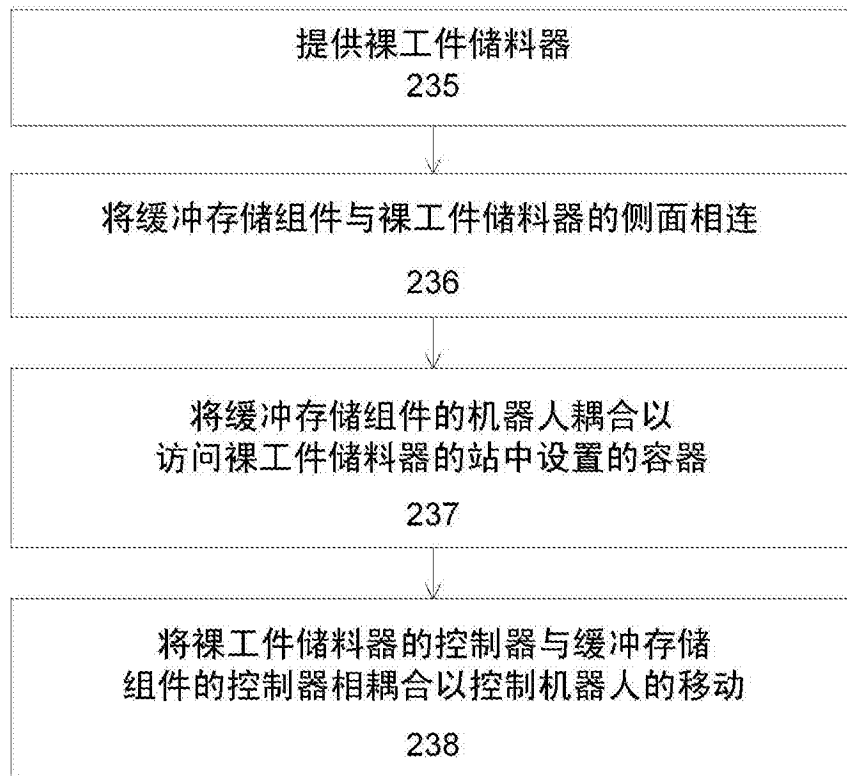 提供裸工件储料器
235
将缓冲存储组件与裸工件储料器的侧面相连
236
将缓冲存储组件的机器人耦合以
访问裸工件储料器的站中设置的容器
237
将裸工件储料器的控制器与缓冲存储
组件的控制器相耦合以控制机器人的移动
238